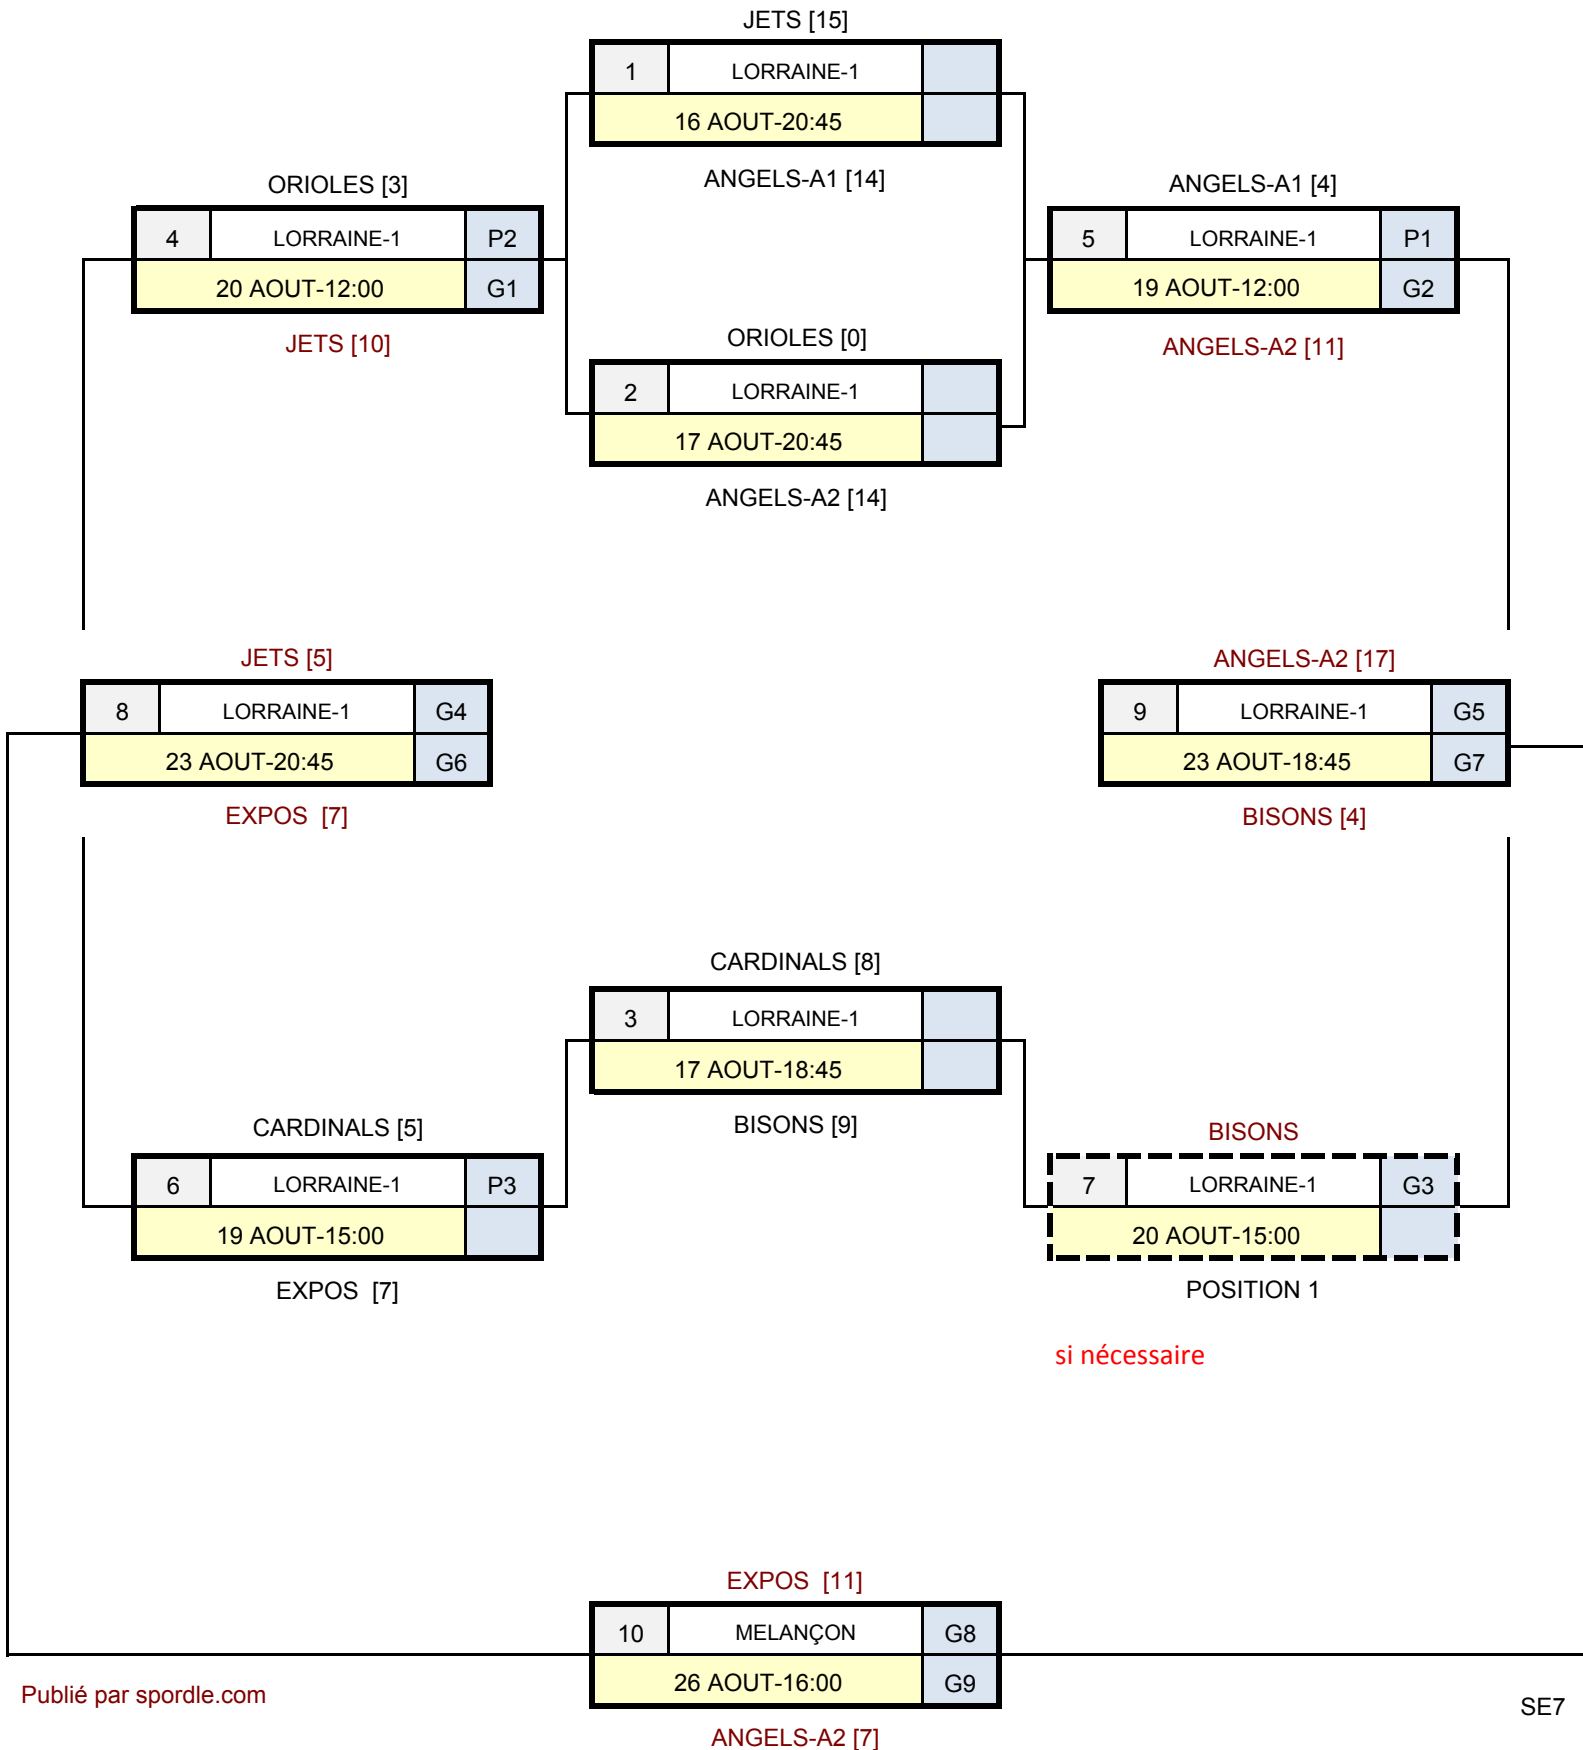 JETS [15]
1 LORRAINE-1
16 AOUT-20:45
ANGELS-A1 [14]
ORIOLES [3]
4 LORRAINE-1 P2
20 AOUT-12:00 G1
JETS [10]
ANGELS-A1 [4]
5 LORRAINE-1 P1
19 AOUT-12:00 G2
ANGELS-A2 [11]
ORIOLES [0]
2 LORRAINE-1
17 AOUT-20:45
ANGELS-A2 [14]
JETS [5]
8 LORRAINE-1 G4
23 AOUT-20:45 G6
EXPOS [7]
ANGELS-A2 [17]
9 LORRAINE-1 G5
23 AOUT-18:45 G7
BISONS [4]
CARDINALS [8]
3 LORRAINE-1
17 AOUT-18:45
BISONS [9]
CARDINALS [5]
6 LORRAINE-1 P3
19 AOUT-15:00
EXPOS [7]
BISONS
7 LORRAINE-1 G3
20 AOUT-15:00
POSITION 1
si nécessaire
EXPOS [11]
10 MELANÇON G8
26 AOUT-16:00 G9
ANGELS-A2 [7]
Publié par spordle.com
SE7